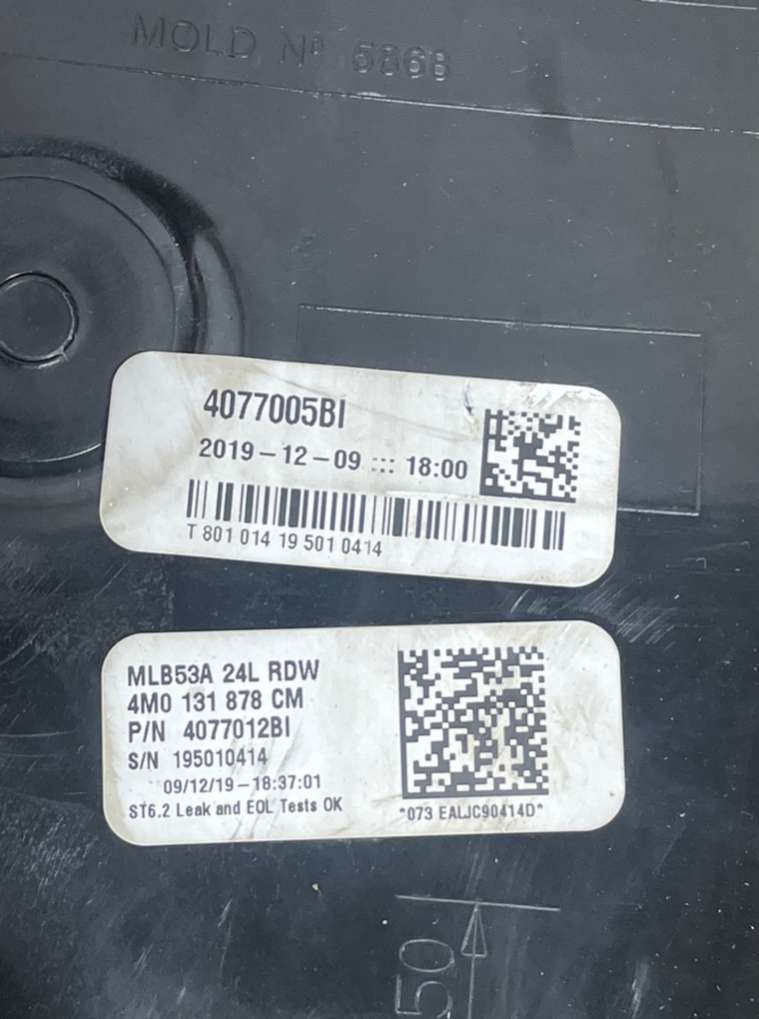 MOLD Nº 5868
4077005BI
2019-12-09 ::: 18:00
T 801 014 19 501 0414
MLB53A 24L RDW
4M0 131 878 CM
P/N 4077012BI
S/N 195010414
09/12/19-18:37:01
ST6.2 Leak and EOL Tests OK
*073 EALJC90414D*
50